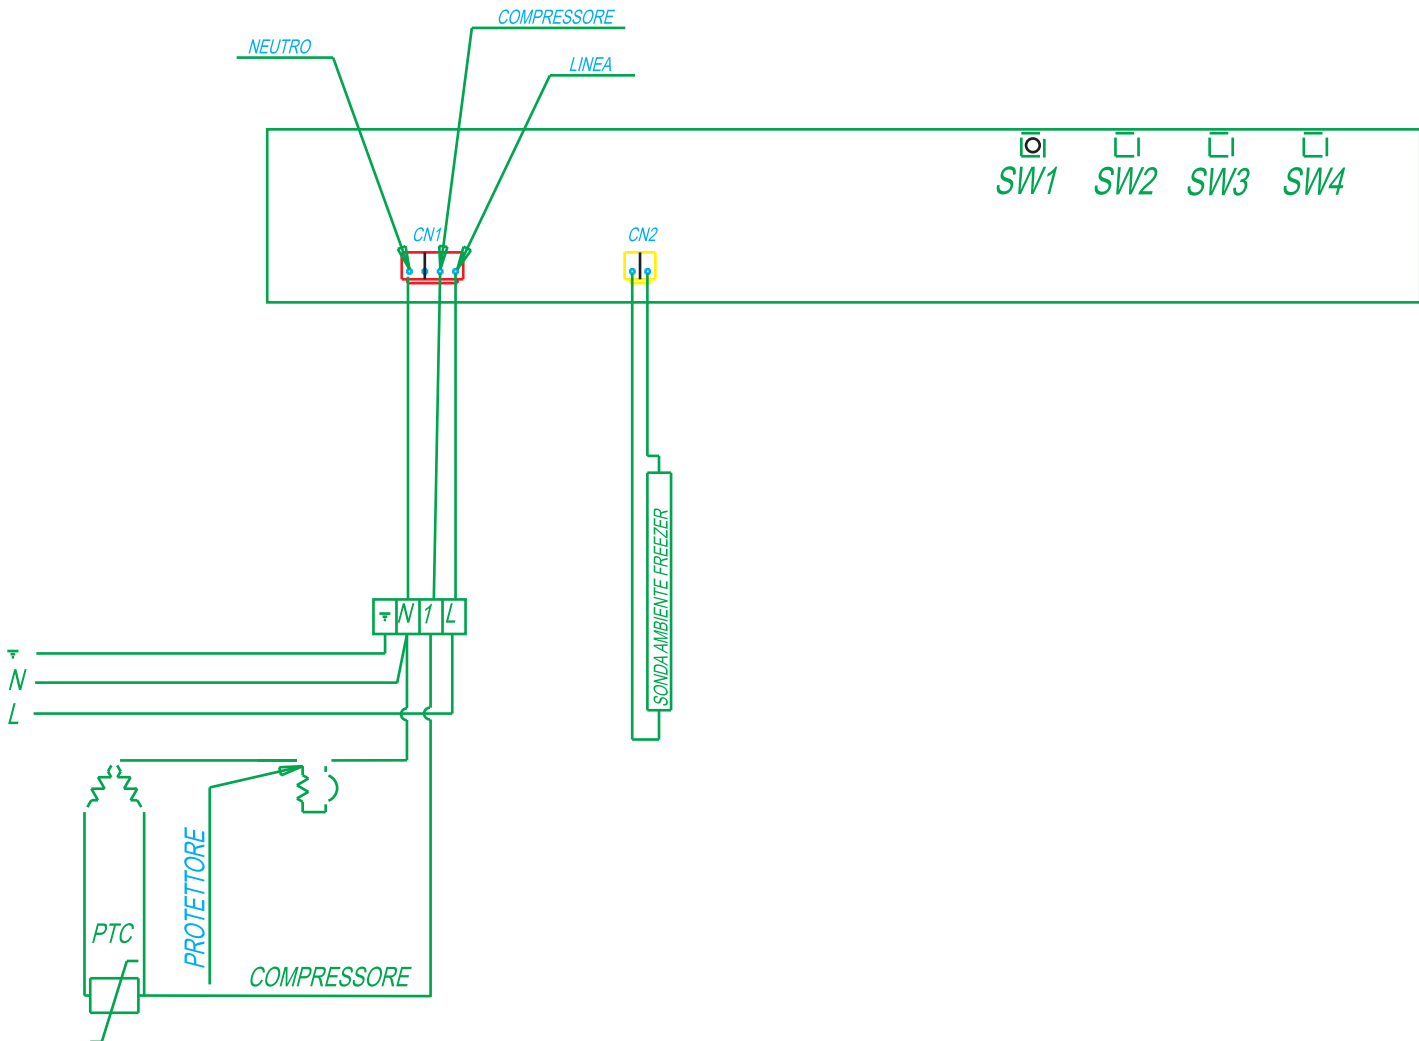 COMPRESSORE
NEUTRO
LINEA
SW1 SW2 SW3 SW4
CN1 CN2
SONDA AMBIENTE FREEZER
N 1 L
N
L
PROTETTORE
PTC
COMPRESSORE